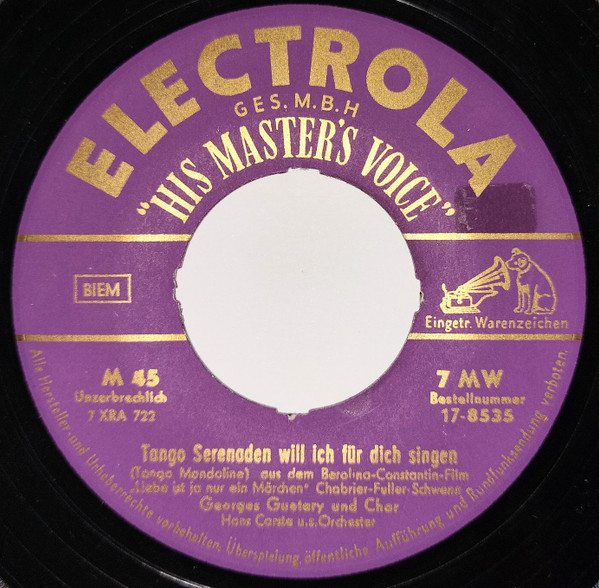 ELECTROLA
GES. M. B. H
"HIS MASTER'S VOICE"
BIEM
Eingetr. Warenzeichen
M 45
Unzerbrechlich
7 XRA 722
7 MW
Bestellnummer
17-8535
Tango Serenaden will ich für dich singen
(Tango Mandoline) aus dem Berolina-Constantin-Film
„Liebe ist ja nur ein Märchen" Chabrier-Fuller-Schwenn
Georges Guetary und Chor
Hans Carste u.s. Orchester
Alle Hersteller- und Urheberrechte vorbehalten. Überspielung, öffentliche Aufführung und Rundfunksendung verboten.